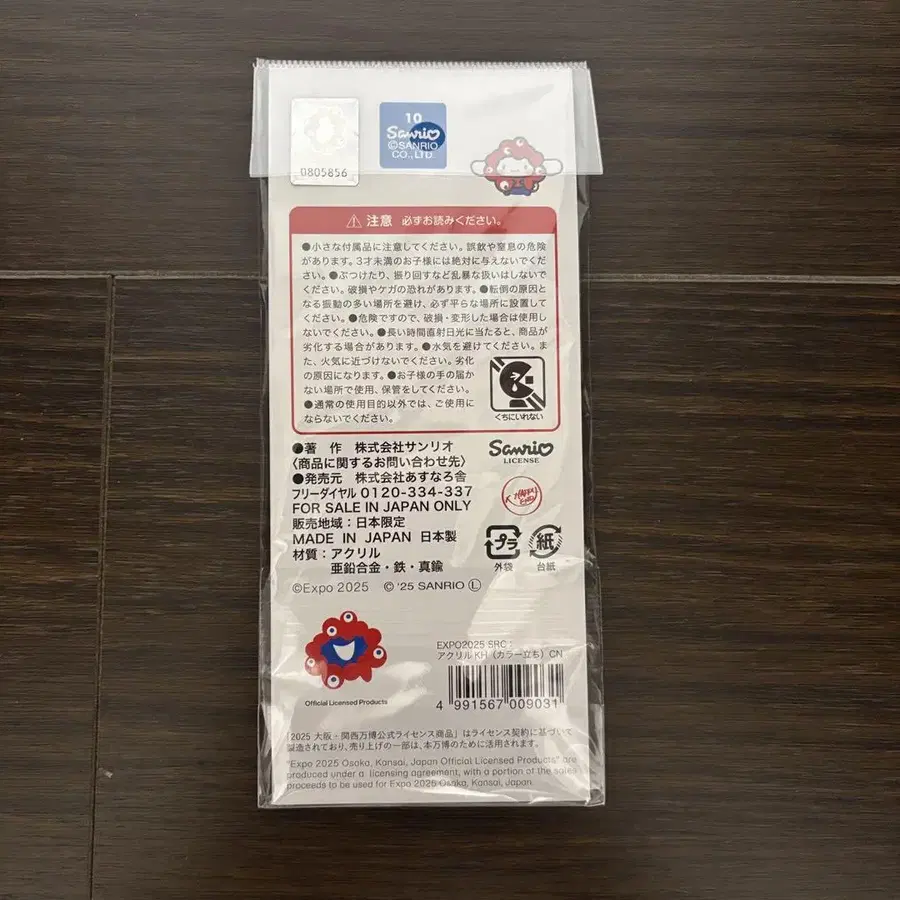 0805856
10
Sanrio
©SANRIO
CO.,LTD.
注意 必ずお読みください。
●小さな付属品に注意してください。誤飲や窒息の危険
があります。3才未満のお子様には絶対に与えないでくだ
さい。●ぶつけたり、振り回すなど乱暴な扱いはしないで
ください。破損やケガの恐れがあります。●転倒の原因と
なる振動の多い場所を避け、必ず平らな場所に設置して
ください。●危険ですので、破損・変形した場合は使用し
ないでください。●長い時間直射日光に当たると、商品が
劣化する場合があります。●水気を避けてください。ま
た、火気に近づけないでください。劣化
の原因になります。●お子様の手の届か
ない場所で使用、保管をしてください。
●通常の使用目的以外では、ご使用に
ならないでください。
くちにいれない
●著 作 株式会社サンリオ
〈商品に関するお問い合わせ先〉
●発売元 株式会社あすなろ舎
フリーダイヤル 0120-334-337
FOR SALE IN JAPAN ONLY
販売地域：日本限定
MADE IN JAPAN 日本製
材質：アクリル
亜鉛合金・鉄・真鍮
©Expo 2025 © '25 SANRIO Ⓛ
Sanrio
LICENSE
プラ
外袋
紙
台紙
Official Licensed Products
EXPO2025 SRC
アクリルKH（カラー立ち）CN
4 991567 009031
「2025 大阪・関西万博公式ライセンス商品」はライセンス契約に基づいて
製造されており、売り上げの一部は、本万博のために活用されます。
"Expo 2025 Osaka, Kansai, Japan Official Licensed Products" are
produced under a licensing agreement, with a portion of the sales
proceeds to be used for Expo 2025 Osaka, Kansai, Japan.